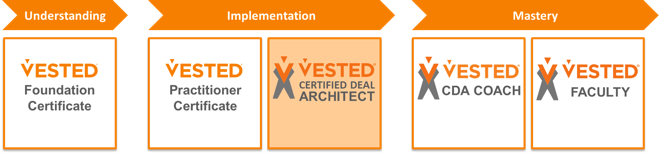 Understanding
Implementation
Mastery
VESTED®
Foundation
Certificate
VESTED®
Practitioner
Certificate
VESTED®
CERTIFIED DEAL
ARCHITECT
VESTED®
CDA COACH
VESTED®
FACULTY